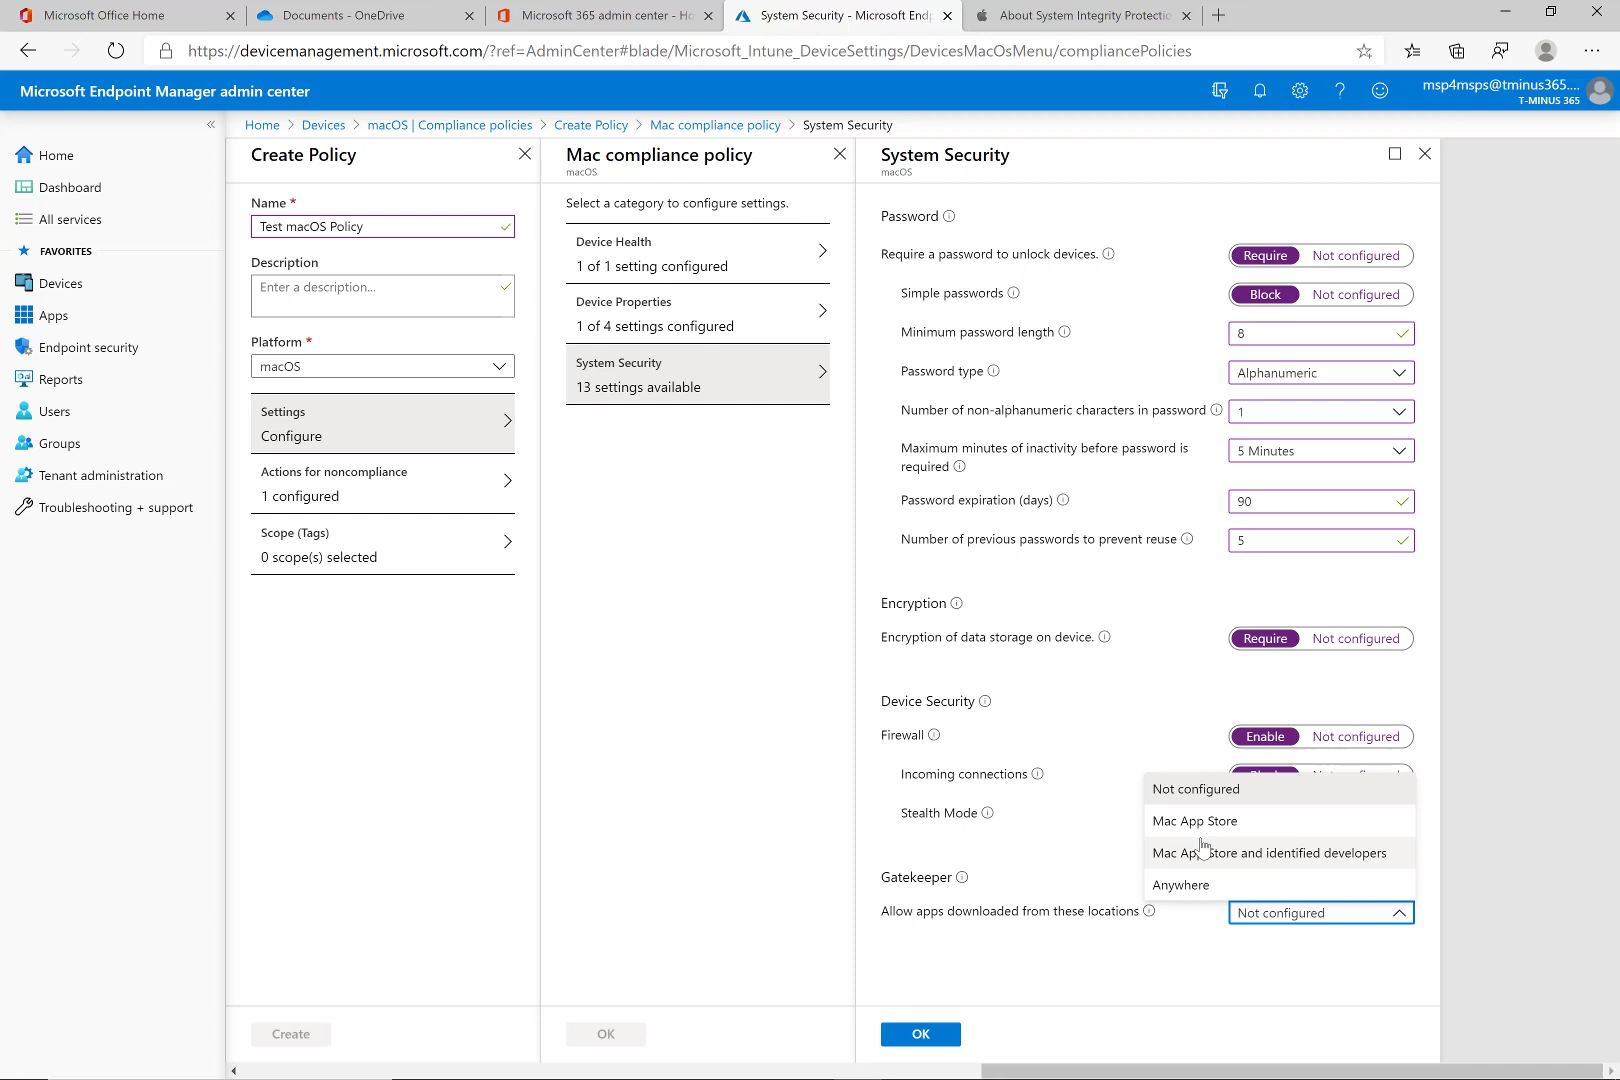 Microsoft Office Home
Documents - OneDrive
Microsoft 365 admin center - Ho
System Security - Microsoft Endp
About System Integrity Protectio
https://devicemanagement.microsoft.com/?ref=AdminCenter#blade/Microsoft_Intune_DeviceSettings/DevicesMacOsMenu/compliancePolicies
Microsoft Endpoint Manager admin center
msp4msps@tminus365....
T-MINUS 365
Home > Devices > macOS | Compliance policies > Create Policy > Mac compliance policy > System Security
Home
Dashboard
All services
FAVORITES
Devices
Apps
Endpoint security
Reports
Users
Groups
Tenant administration
Troubleshooting + support
Create Policy
Name *
Test macOS Policy
Description
Enter a description...
Platform *
macOS
Settings
Configure
Actions for noncompliance
1 configured
Scope (Tags)
0 scope(s) selected
Create
Mac compliance policy
macOS
Select a category to configure settings.
Device Health
1 of 1 setting configured
Device Properties
1 of 4 settings configured
System Security
13 settings available
OK
System Security
macOS
Password
Require a password to unlock devices. Require Not configured
Simple passwords Block Not configured
Minimum password length 8
Password type Alphanumeric
Number of non-alphanumeric characters in password 1
Maximum minutes of inactivity before password is
required
5 Minutes
Password expiration (days) 90
Number of previous passwords to prevent reuse 5
Encryption
Encryption of data storage on device. Require Not configured
Device Security
Firewall Enable Not configured
Incoming connections
Stealth Mode
Not configured
Mac App Store
Mac App Store and identified developers
Anywhere
Gatekeeper
Allow apps downloaded from these locations Not configured
OK